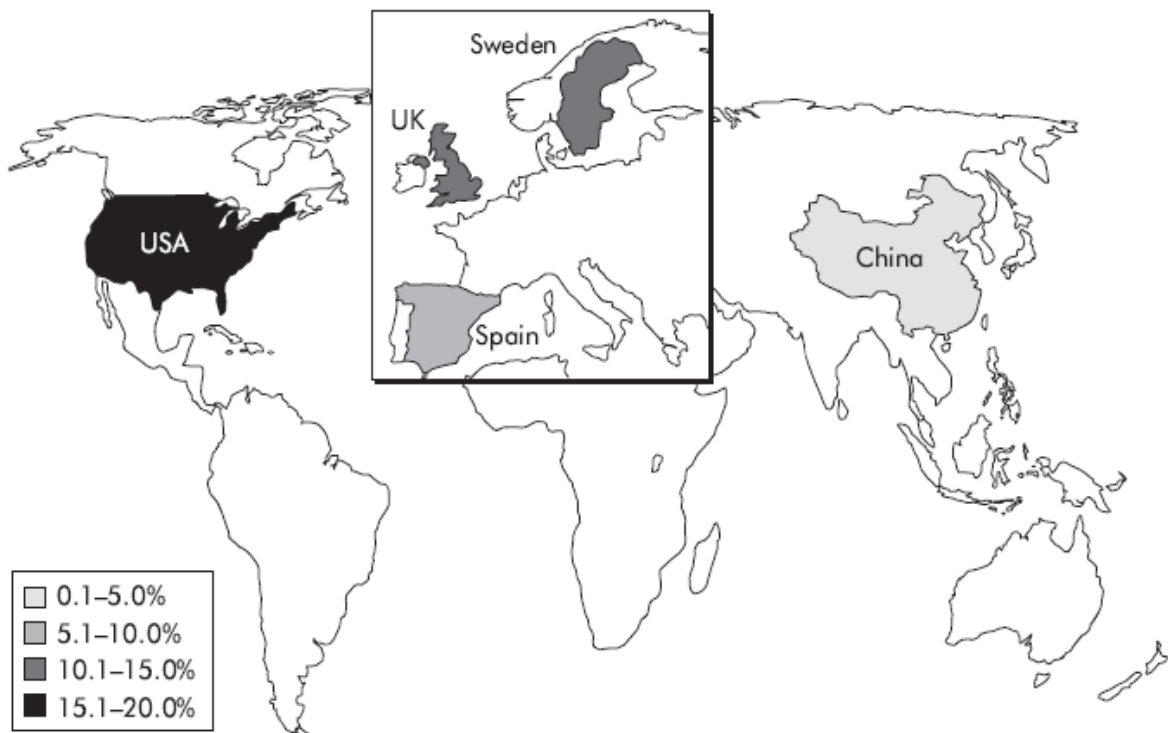 Sweden
UK
USA
China
Spain
0.1–5.0%
5.1–10.0%
10.1–15.0%
15.1–20.0%